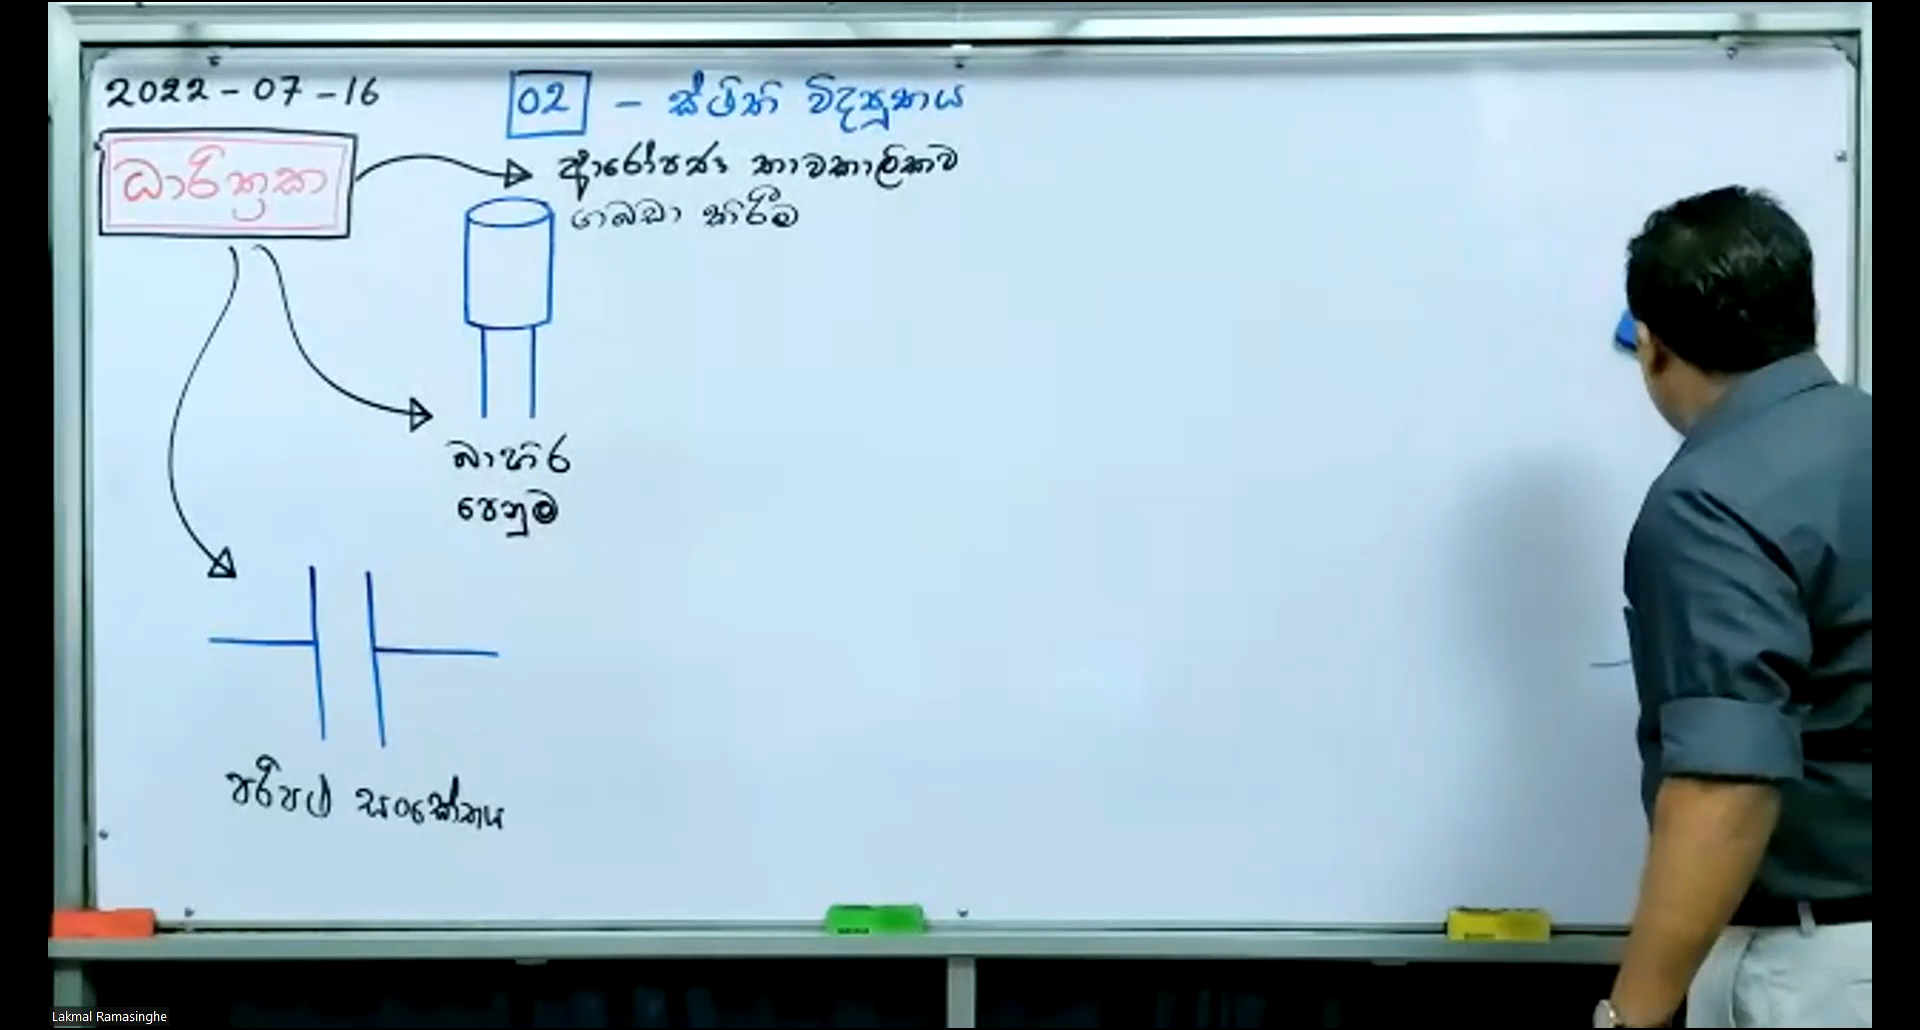 2022-07-16
02 - ස්ථිති විද්‍යුතය
ධාරිත්‍රක
ආරෝපණ තාවකාලිකව
ගබඩා කිරීම
බාහිර
පෙනුම
පරිපථ සංකේතය
Lakmal Ramasinghe